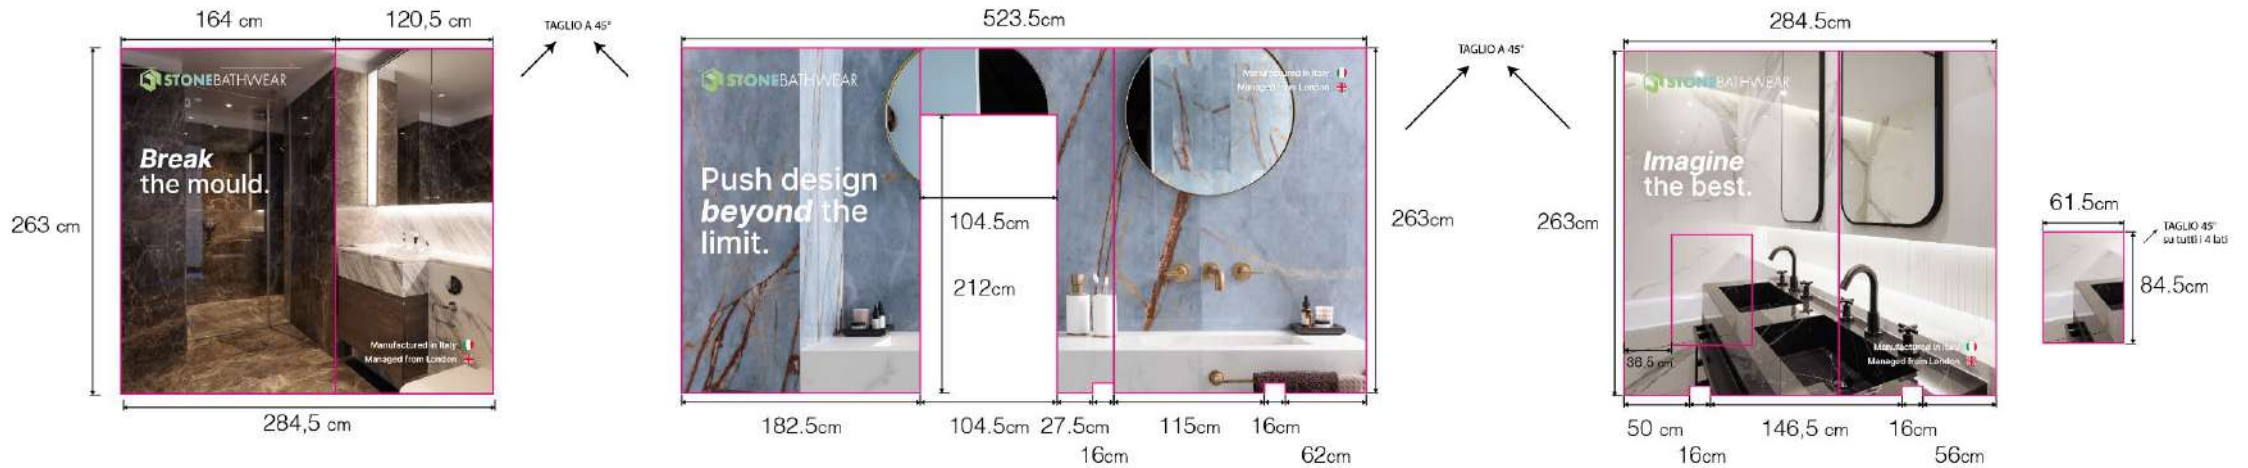 164 cm
120,5 cm
TAGLIO A 45°
STONEBATHWEAR
Break
the mould.
263 cm
Manufactured in Italy
Managed from London
284,5 cm
523.5cm
STONEBATHWEAR
Manufactured in Italy
Managed from London
Push design
beyond the
limit.
104.5cm
212cm
263cm
182.5cm
104.5cm
27.5cm
16cm
115cm
16cm
62cm
TAGLIO A 45°
284.5cm
STONEBATHWEAR
Imagine
the best.
263cm
36,5 cm
Manufactured in Italy
Managed from London
50 cm
16cm
146,5 cm
16cm
56cm
61.5cm
TAGLIO 45°
su tutti i 4 lati
84.5cm